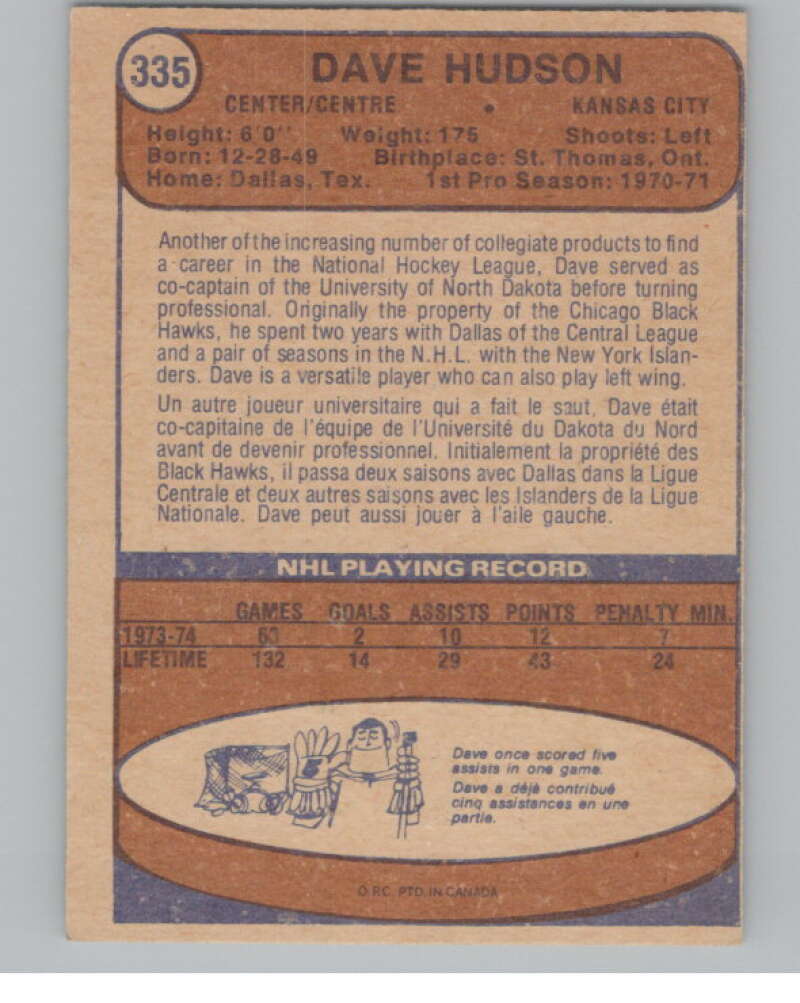 335
DAVE HUDSON
CENTER/CENTRE • KANSAS CITY
Height: 6'0" Weight: 175 Shoots: Left
Born: 12-28-49 Birthplace: St. Thomas, Ont.
Home: Dallas, Tex. 1st Pro Season: 1970-71
Another of the increasing number of collegiate products to find
a career in the National Hockey League, Dave served as
co-captain of the University of North Dakota before turning
professional. Originally the property of the Chicago Black
Hawks, he spent two years with Dallas of the Central League
and a pair of seasons in the N.H.L. with the New York Islan-
ders. Dave is a versatile player who can also play left wing.
Un autre joueur universitaire qui a fait le saut, Dave était
co-capitaine de l'équipe de l'Université du Dakota du Nord
avant de devenir professionnel. Initialement la propriété des
Black Hawks, il passa deux saisons avec Dallas dans la Ligue
Centrale et deux autres saisons avec les Islanders de la Ligue
Nationale. Dave peut aussi jouer à l'aile gauche.
NHL PLAYING RECORD
GAMES GOALS ASSISTS POINTS PENALTY MIN.
1973-74 63 2 10 12 7
LIFETIME 132 14 29 43 24
Dave once scored five
assists in one game.
Dave a déjà contribué
cinq assistances en une
partie.
O.P.C. PTD. IN CANADA